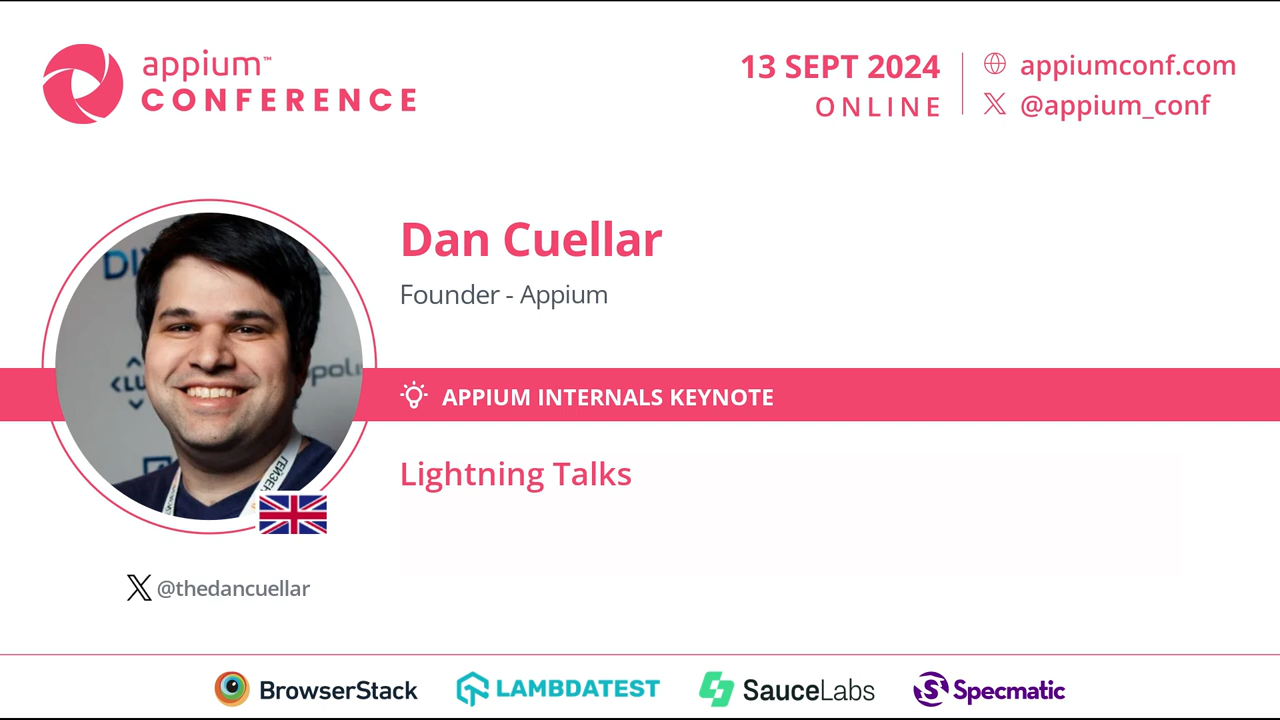 appium™
CONFERENCE
13 SEPT 2024
ONLINE
appiumconf.com
@appium_conf
Dan Cuellar
Founder - Appium
APPIUM INTERNALS KEYNOTE
Lightning Talks
@thedancuellar
BrowserStack
LAMBDATEST
SauceLabs
Specmatic